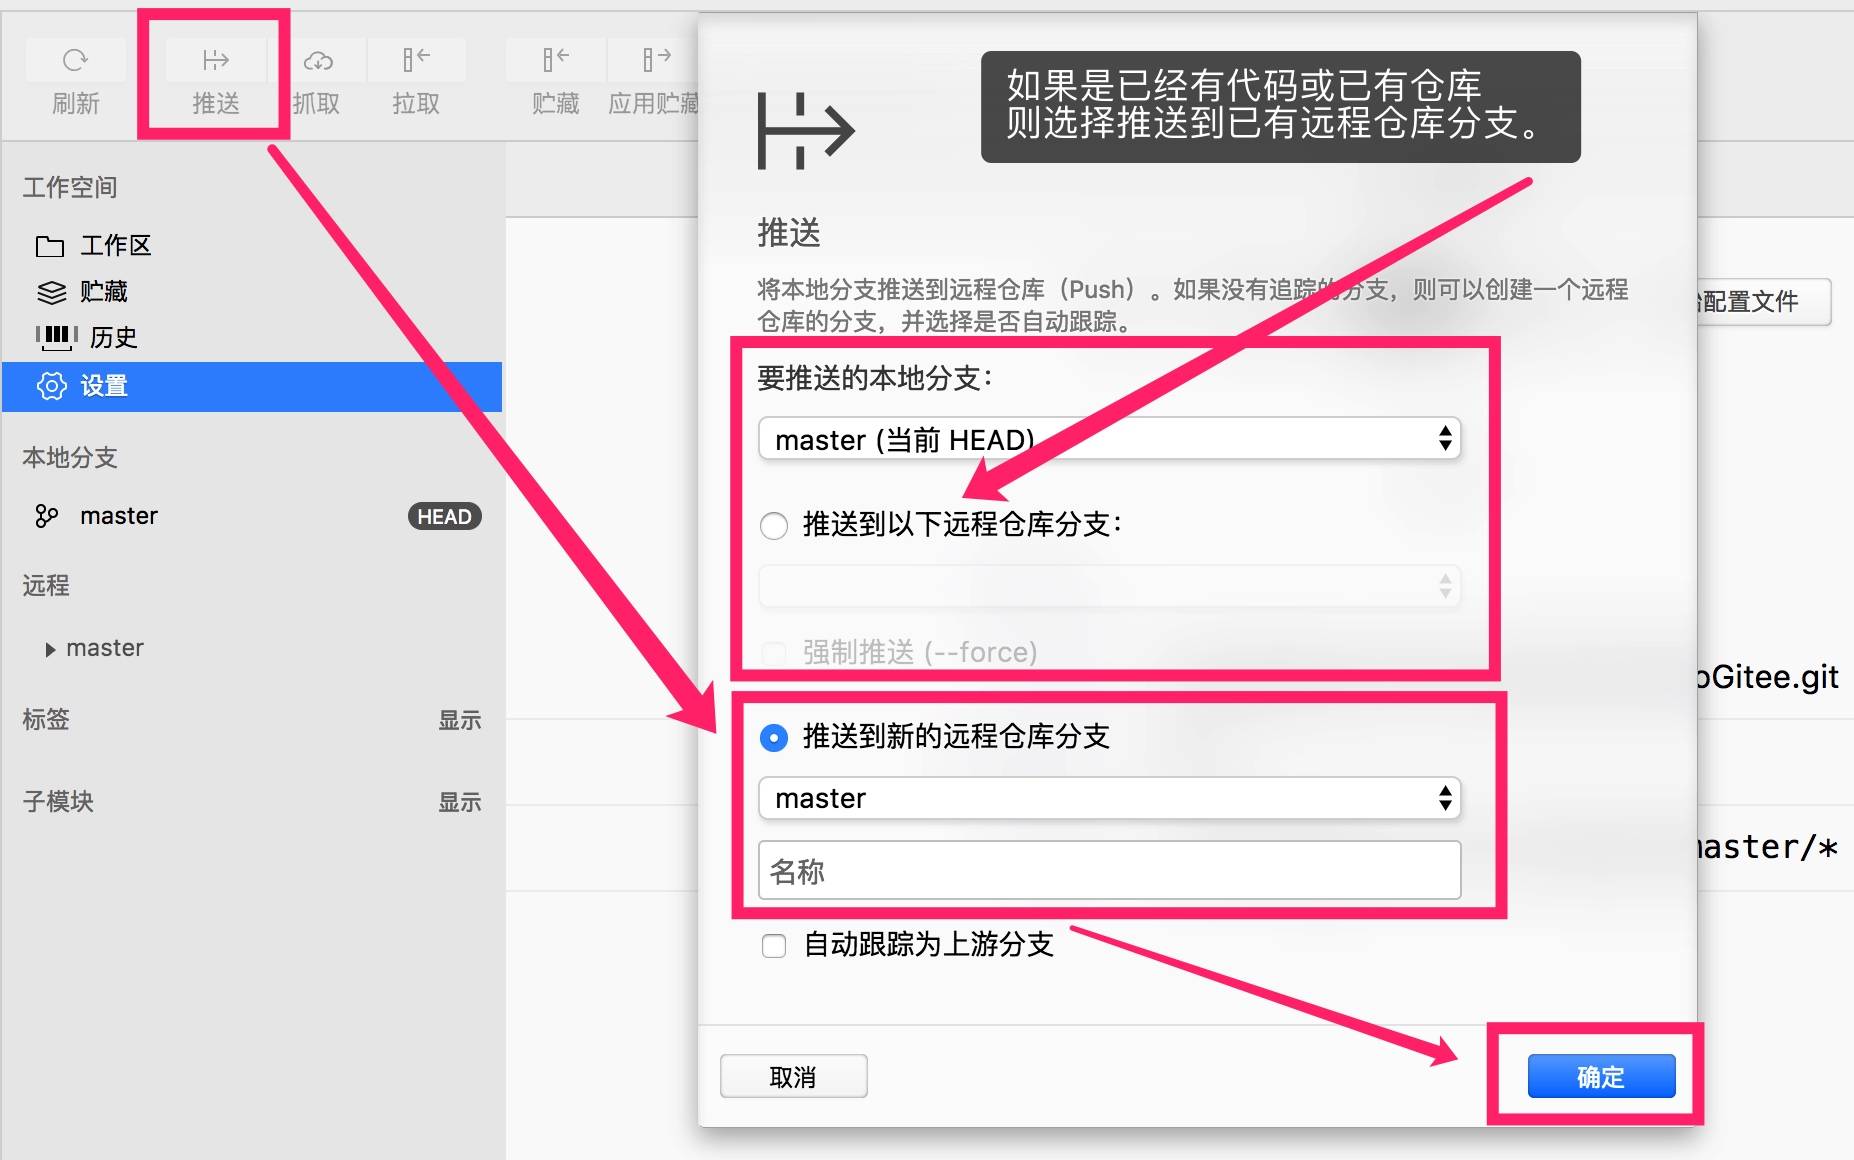 刷新
推送
抓取
拉取
贮藏
应用贮藏
工作空间
工作区
贮藏
历史
设置
本地分支
master
HEAD
远程
master
标签
显示
子模块
显示
如果是已经有代码或已有仓库
则选择推送到已有远程仓库分支。
推送
将本地分支推送到远程仓库（Push）。如果没有追踪的分支，则可以创建一个远程
仓库的分支，并选择是否自动跟踪。
要推送的本地分支：
master (当前 HEAD)
推送到以下远程仓库分支：
强制推送 (--force)
推送到新的远程仓库分支
master
名称
自动跟踪为上游分支
取消
确定
配置文件
oGitee.git
master/*